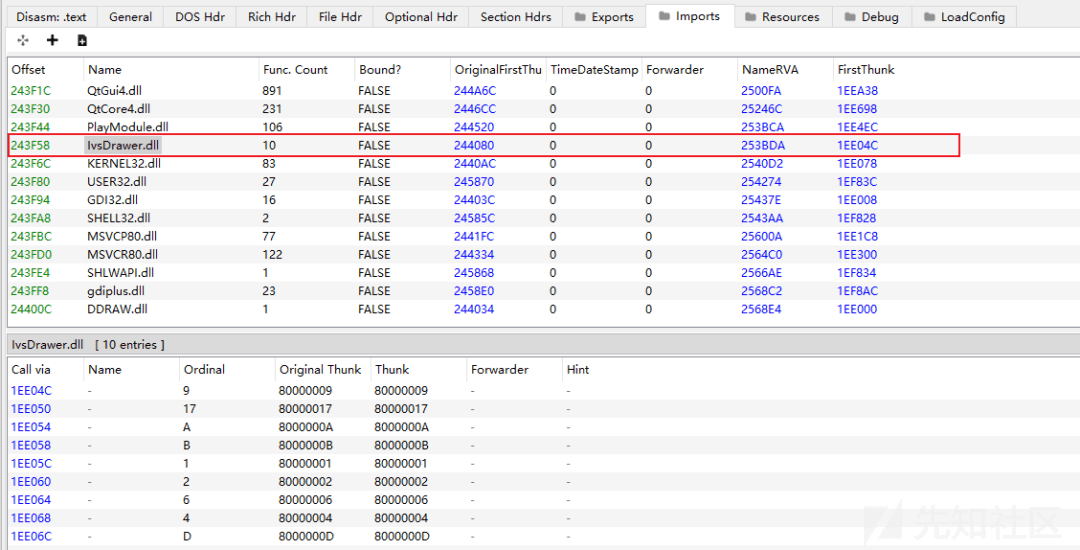 Disasm: .text General DOS Hdr Rich Hdr File Hdr Optional Hdr Section Hdrs Exports Imports Resources Debug LoadConfig
Offset Name Func. Count Bound? OriginalFirstThu TimeDateStamp Forwarder NameRVA FirstThunk
243F1C QtGui4.dll 891 FALSE 244A6C 0 0 2500FA 1EEA38
243F30 QtCore4.dll 231 FALSE 2446CC 0 0 25246C 1EE698
243F44 PlayModule.dll 106 FALSE 244520 0 0 253BCA 1EE4EC
243F58 IvsDrawer.dll 10 FALSE 244080 0 0 253BDA 1EE04C
243F6C KERNEL32.dll 83 FALSE 2440AC 0 0 2540D2 1EE078
243F80 USER32.dll 27 FALSE 245870 0 0 254274 1EF83C
243F94 GDI32.dll 16 FALSE 24403C 0 0 25437E 1EE008
243FA8 SHELL32.dll 2 FALSE 24585C 0 0 2543AA 1EF828
243FBC MSVCP80.dll 77 FALSE 2441FC 0 0 25600A 1EE1C8
243FD0 MSVCR80.dll 122 FALSE 244334 0 0 2564C0 1EE300
243FE4 SHLWAPI.dll 1 FALSE 245868 0 0 2566AE 1EF834
243FF8 gdiplus.dll 23 FALSE 2458E0 0 0 2568C2 1EF8AC
24400C DDRAW.dll 1 FALSE 244034 0 0 2568E4 1EE000
IvsDrawer.dll [ 10 entries ]
Call via Name Ordinal Original Thunk Thunk Forwarder Hint
1EE04C - 9 80000009 80000009 - -
1EE050 - 17 80000017 80000017 - -
1EE054 - A 8000000A 8000000A - -
1EE058 - B 8000000B 8000000B - -
1EE05C - 1 80000001 80000001 - -
1EE060 - 2 80000002 80000002 - -
1EE064 - 6 80000006 80000006 - -
1EE068 - 4 80000004 80000004 - -
1EE06C - D 8000000D 8000000D - -
先知社区